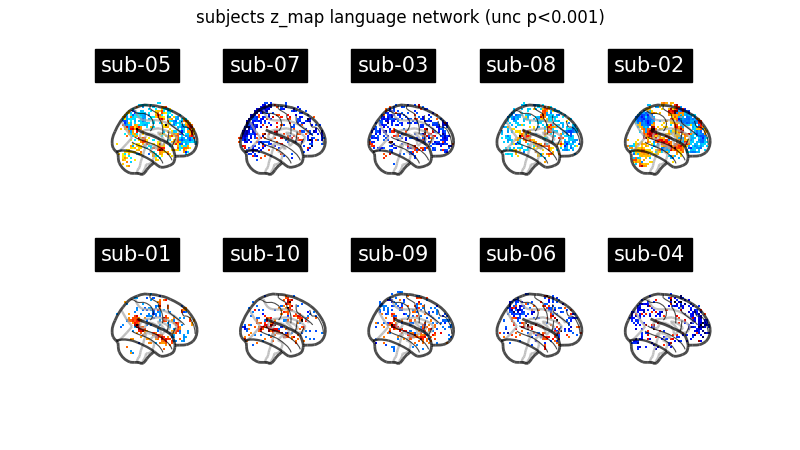 subjects z_map language network (unc p<0.001)
sub-05
sub-07
sub-03
sub-08
sub-02
sub-01
sub-10
sub-09
sub-06
sub-04